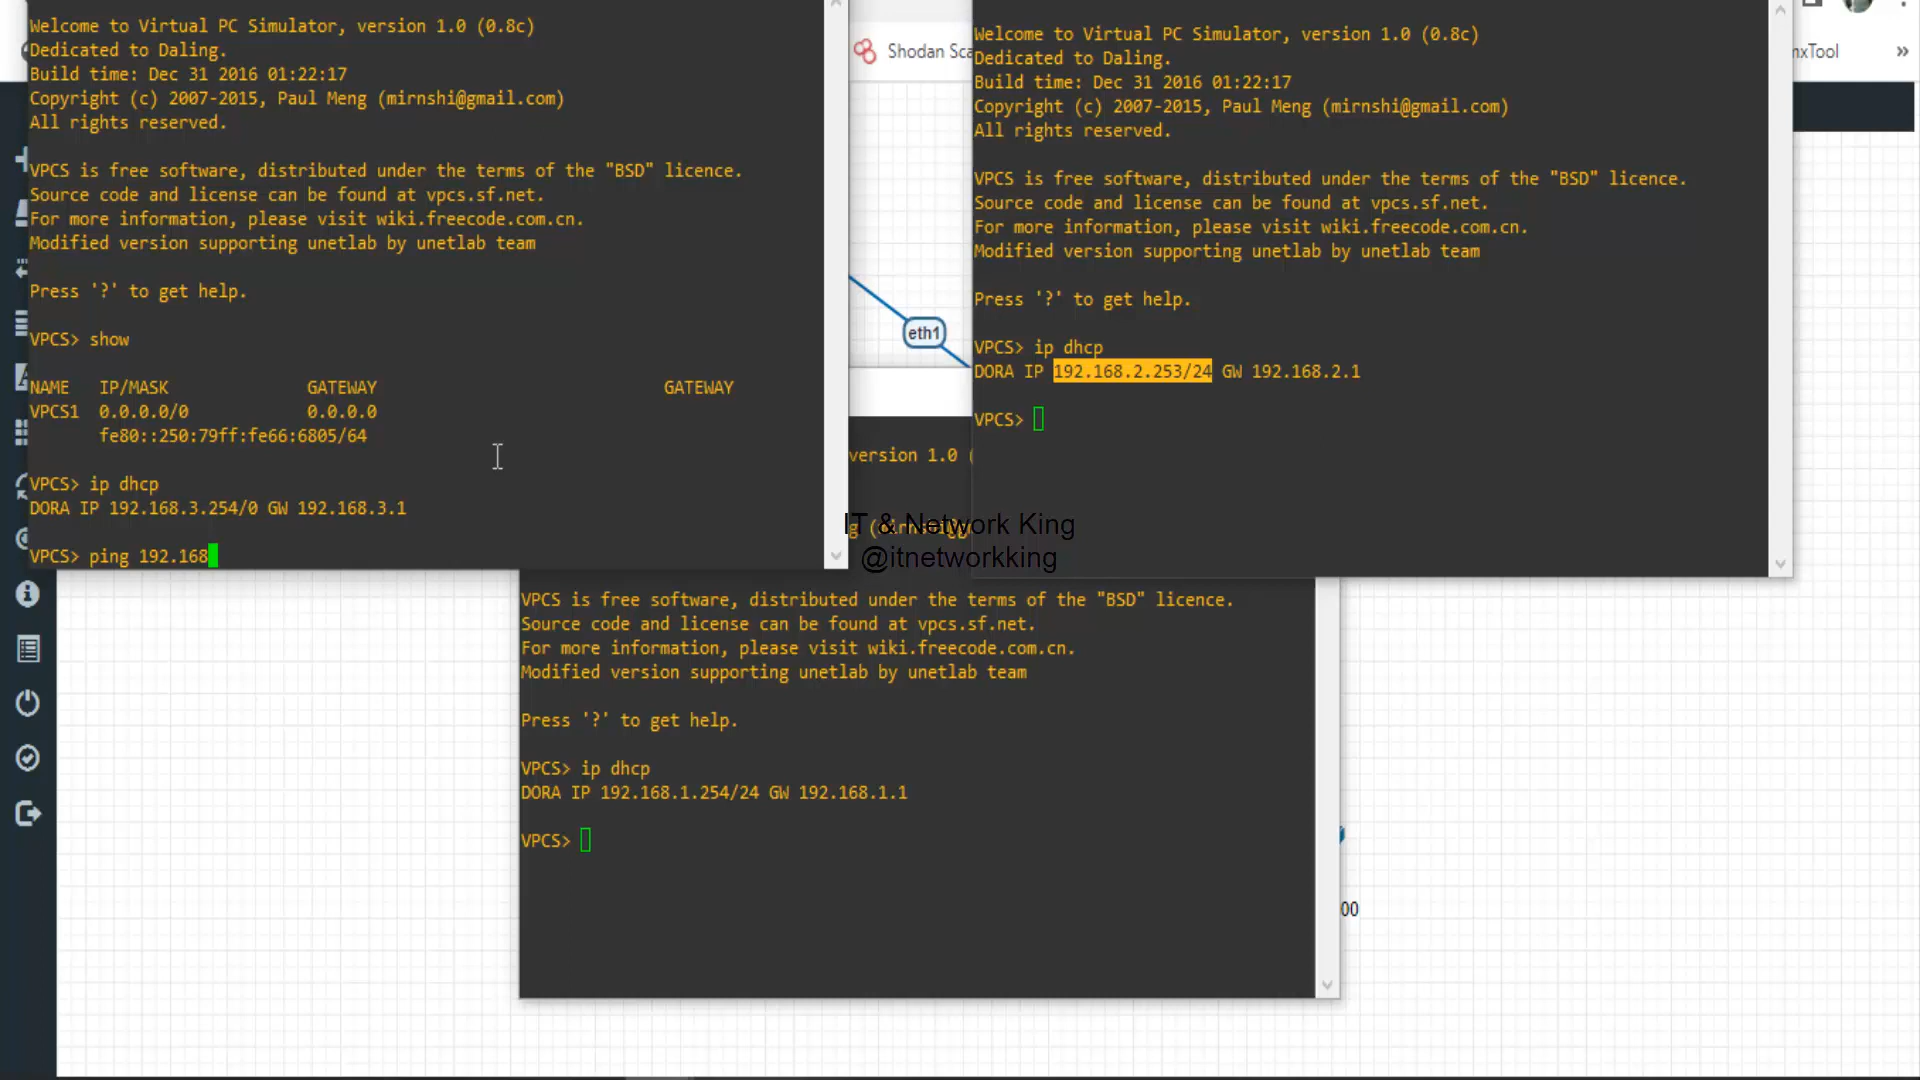 Welcome to Virtual PC Simulator, version 1.0 (0.8c)
Dedicated to Daling.
Build time: Dec 31 2016 01:22:17
Copyright (c) 2007-2015, Paul Meng (mirnshi@gmail.com)
All rights reserved.
VPCS is free software, distributed under the terms of the "BSD" licence.
Source code and license can be found at vpcs.sf.net.
For more information, please visit wiki.freecode.com.cn.
Modified version supporting unetlab by unetlab team
Press '?' to get help.
VPCS> show
NAME IP/MASK GATEWAY GATEWAY
VPCS1 0.0.0.0/0 0.0.0.0
fe80::250:79ff:fe66:6805/64
VPCS> ip dhcp
DORA IP 192.168.3.254/0 GW 192.168.3.1
VPCS> ping 192.168
Shodan
eth1
version 1.0 (
IT & Network King
@itnetworkking
Welcome to Virtual PC Simulator, version 1.0 (0.8c)
Dedicated to Daling.
Build time: Dec 31 2016 01:22:17
Copyright (c) 2007-2015, Paul Meng (mirnshi@gmail.com)
All rights reserved.
VPCS is free software, distributed under the terms of the "BSD" licence.
Source code and license can be found at vpcs.sf.net.
For more information, please visit wiki.freecode.com.cn.
Modified version supporting unetlab by unetlab team
Press '?' to get help.
VPCS> ip dhcp
DORA IP 192.168.2.253/24 GW 192.168.2.1
VPCS>
»
VPCS is free software, distributed under the terms of the "BSD" licence.
Source code and license can be found at vpcs.sf.net.
For more information, please visit wiki.freecode.com.cn.
Modified version supporting unetlab by unetlab team
Press '?' to get help.
VPCS> ip dhcp
DORA IP 192.168.1.254/24 GW 192.168.1.1
VPCS>
00